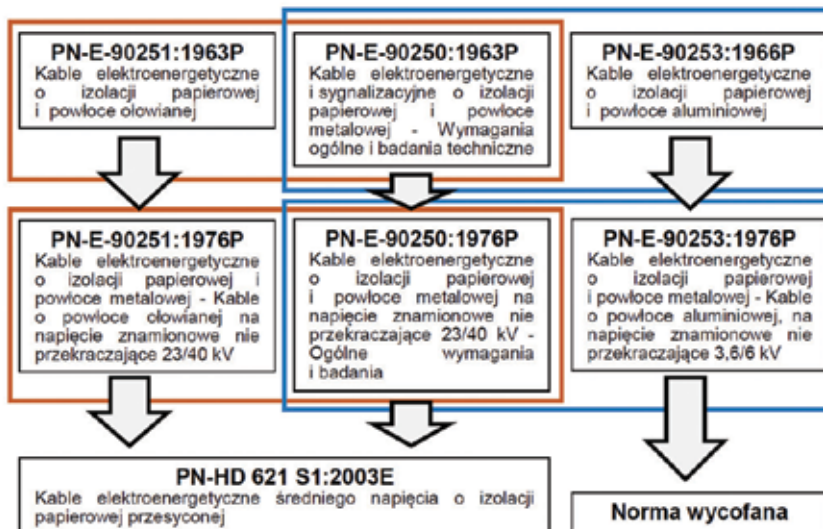 PN-E-90251:1963P
Kable elektroenergetyczne
o izolacji papierowej
i powłoce ołowianej
PN-E-90250:1963P
Kable elektroenergetyczne
i sygnalizacyjne o izolacji
papierowej i powłoce
metalowej - Wymagania
ogólne i badania techniczne
PN-E-90253:1966P
Kable elektroenergetyczne
o izolacji papierowej
i powłoce aluminiowej
PN-E-90251:1976P
Kable elektroenergetyczne
o izolacji papierowej i
powłoce metalowej - Kable
o powłoce ołowianej na
napięcie znamionowe nie
przekraczające 23/40 kV
PN-E-90250:1976P
Kable elektroenergetyczne
o izolacji papierowej
i powłoce metalowej na
napięcie znamionowe nie
przekraczające 23/40 kV -
Ogólne wymagania
i badania
PN-E-90253:1976P
Kable elektroenergetyczne
o izolacji papierowej
i powłoce metalowej - Kable
o powłoce aluminiowej, na
napięcie znamionowe nie
przekraczające 3,6/6 kV
PN-HD 621 S1:2003E
Kable elektroenergetyczne średniego napięcia o izolacji
papierowej przesyconej
Norma wycofana